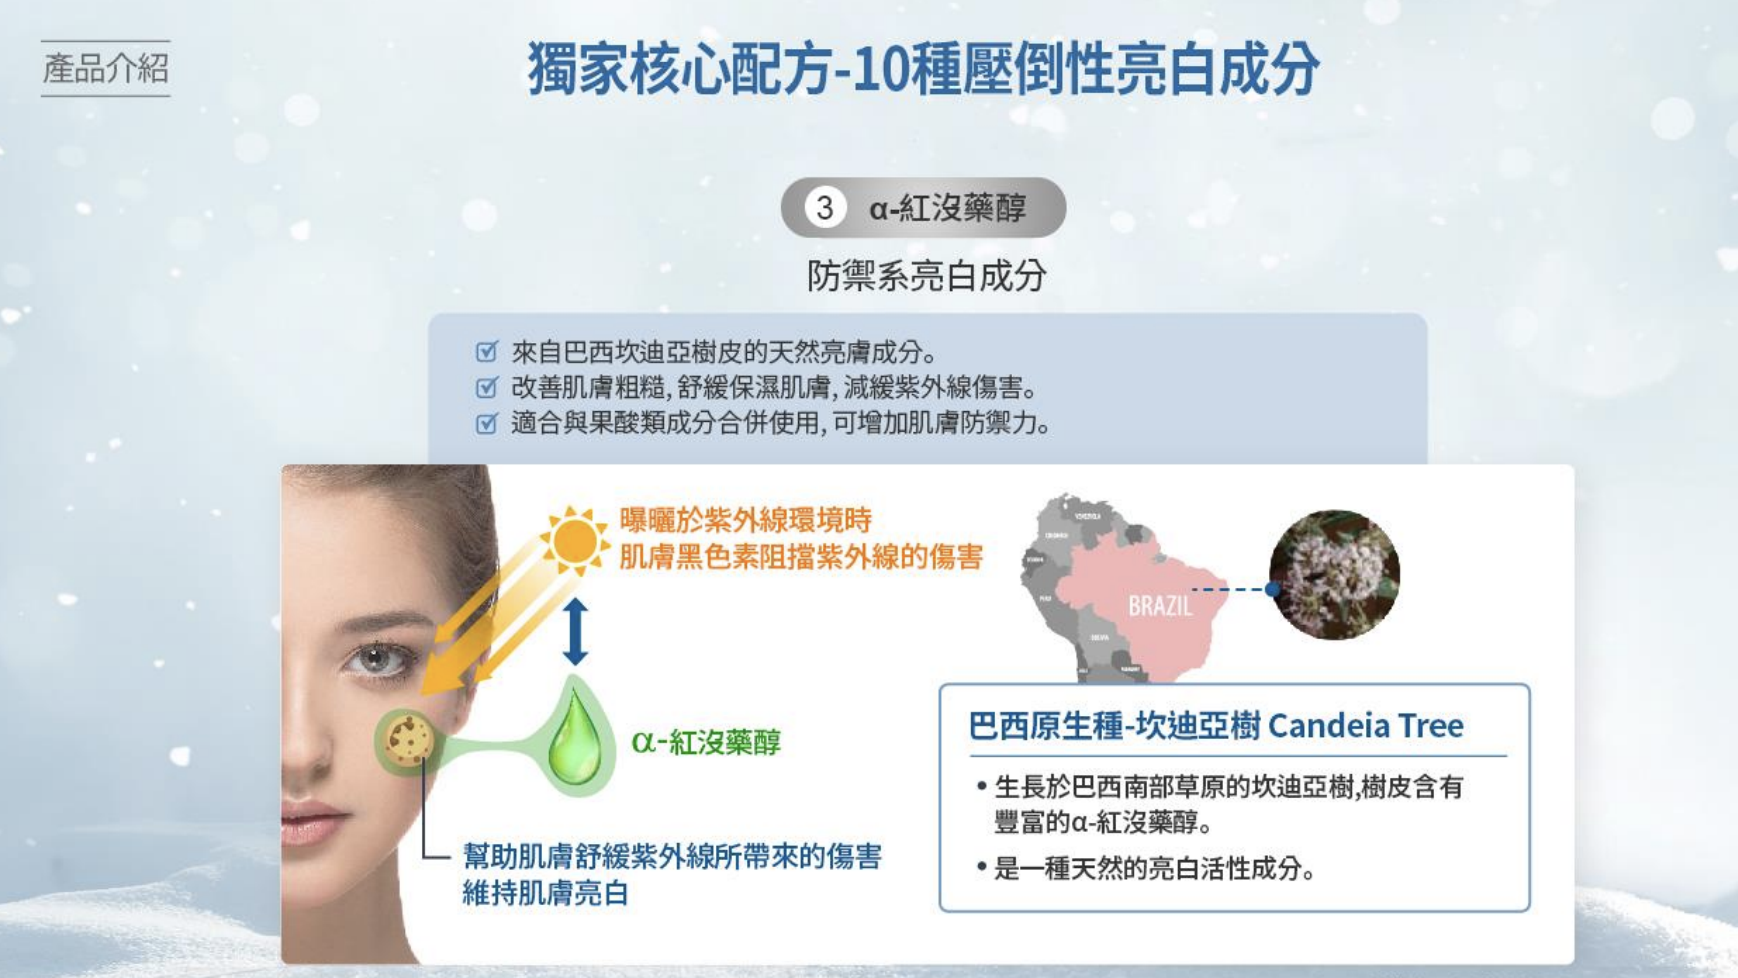 產品介紹
獨家核心配方-10種壓倒性亮白成分
3 α-紅沒藥醇
防禦系亮白成分
來自巴西坎迪亞樹皮的天然亮膚成分。
改善肌膚粗糙, 舒緩保濕肌膚, 減緩紫外線傷害。
適合與果酸類成分合併使用, 可增加肌膚防禦力。
曝曬於紫外線環境時
肌膚黑色素阻擋紫外線的傷害
α-紅沒藥醇
幫助肌膚舒緩紫外線所帶來的傷害
維持肌膚亮白
VENEZUELA
COLOMBIA
PERU
BRAZIL
巴西原生種-坎迪亞樹 Candeia Tree
• 生長於巴西南部草原的坎迪亞樹,樹皮含有
豐富的α-紅沒藥醇。
• 是一種天然的亮白活性成分。